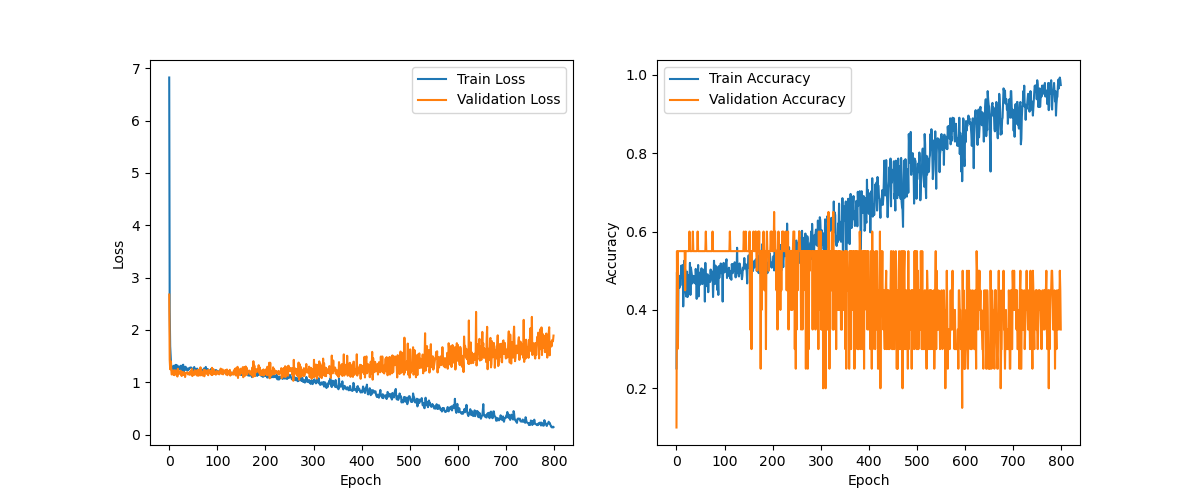 7
6
5
4
3
2
1
0
Loss
Train Loss
Validation Loss
0 100 200 300 400 500 600 700 800
Epoch
1.0
0.8
0.6
0.4
0.2
Accuracy
Train Accuracy
Validation Accuracy
0 100 200 300 400 500 600 700 800
Epoch